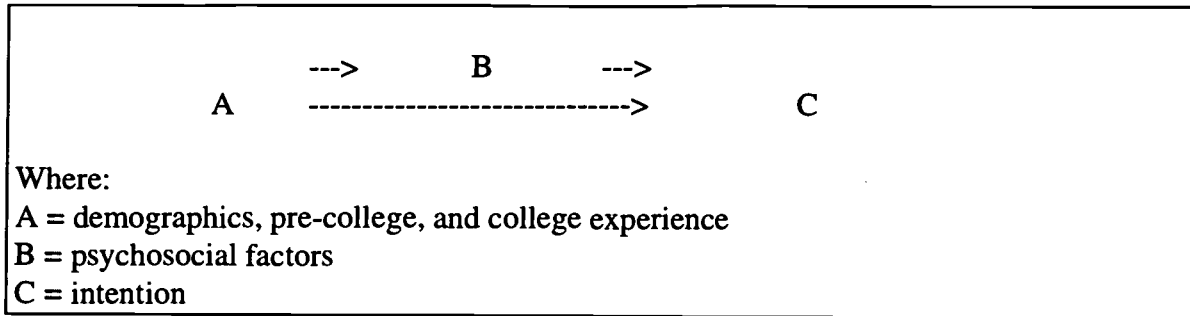 ---> B --->
A ------------------------------> C
Where:
A = demographics, pre-college, and college experience
B = psychosocial factors
C = intention